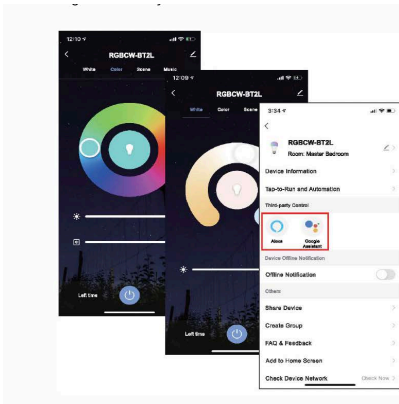 12:10
RGBCW-BT2L
White Color Scene Music
Left time
12:09
RGBCW-BT2L
White Color Scene
Left time
3:34
RGBCW-BT2L
Room: Master Bedroom
Device Information
Tap-to-Run and Automation
Third-party Control
Alexa
Google
Assistant
Device Offline Notification
Offline Notification
Others
Share Device
Create Group
FAQ & Feedback
Add to Home Screen
Check Device Network Check Now